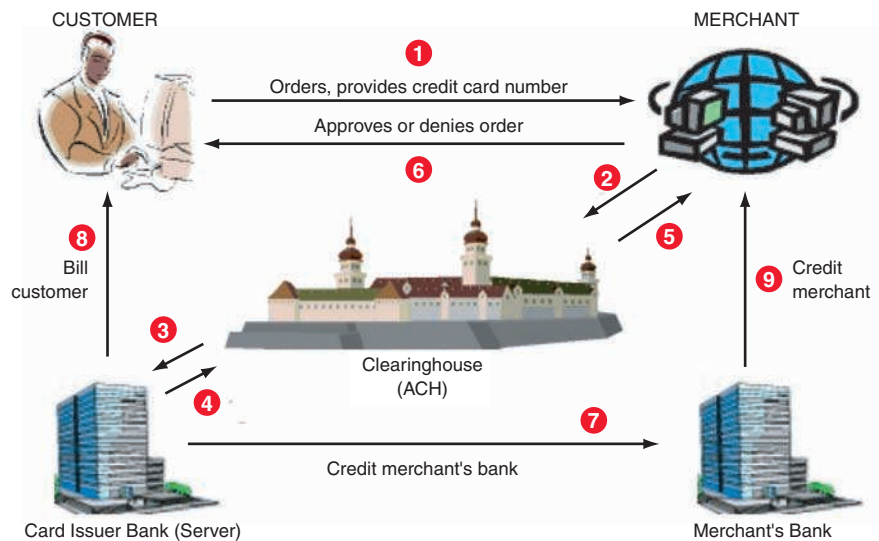 CUSTOMER
MERCHANT
1
Orders, provides credit card number
Approves or denies order
6
2
5
8
Bill
customer
9
Credit
merchant
3
4
Clearinghouse
(ACH)
7
Credit merchant's bank
Card Issuer Bank (Server)
Merchant's Bank